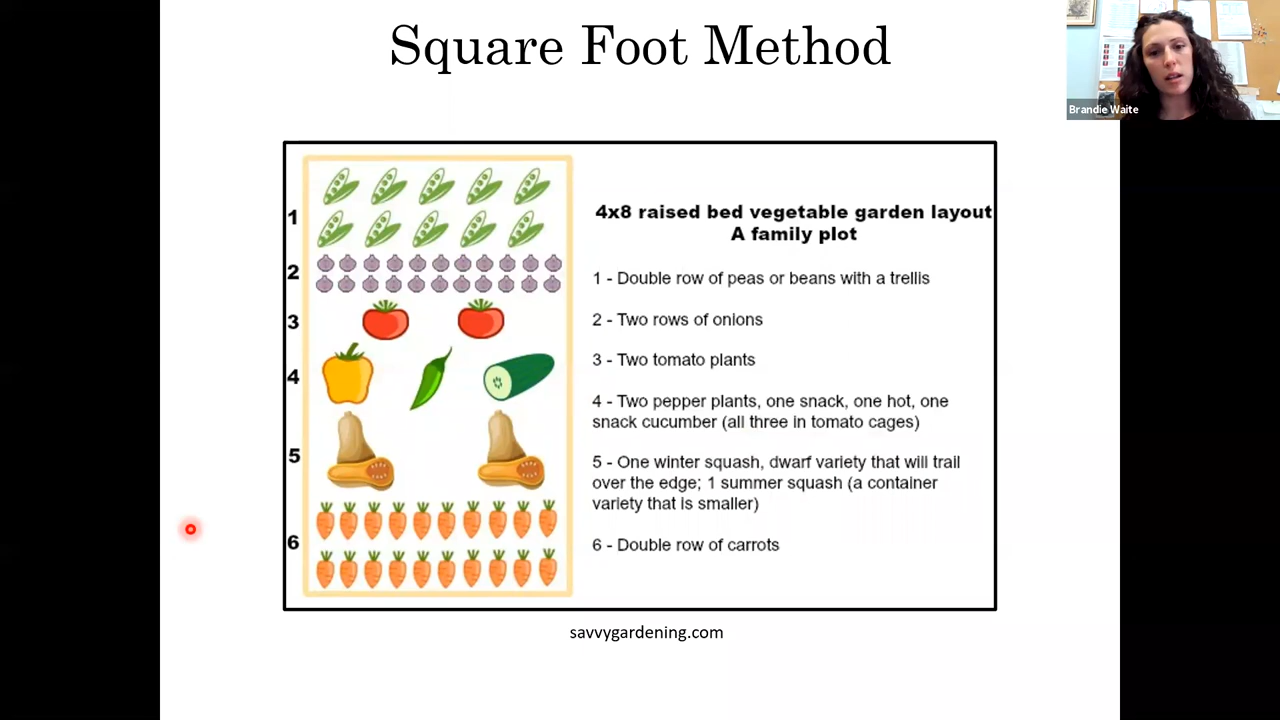 Square Foot Method
Brandie Waite
4x8 raised bed vegetable garden layout
A family plot
1
1 - Double row of peas or beans with a trellis
2
2 - Two rows of onions
3
3 - Two tomato plants
4
4 - Two pepper plants, one snack, one hot, one
snack cucumber (all three in tomato cages)
5
5 - One winter squash, dwarf variety that will trail
over the edge; 1 summer squash (a container
variety that is smaller)
6
6 - Double row of carrots
savvygardening.com